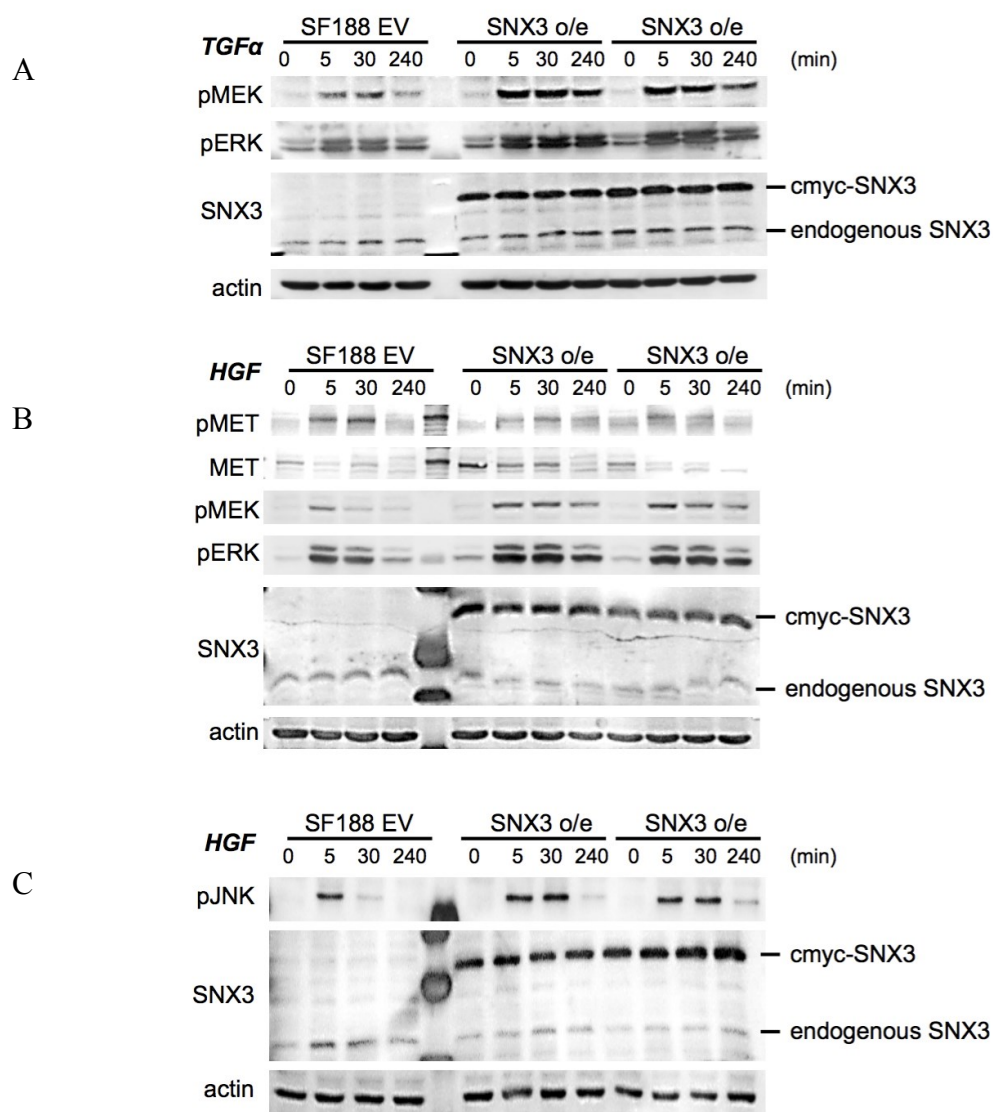 A
SF188 EV SNX3 o/e SNX3 o/e
TGFα 0 5 30 240 0 5 30 240 0 5 30 240 (min)
pMEK
pERK
SNX3 cmyc-SNX3
endogenous SNX3
actin
B
SF188 EV SNX3 o/e SNX3 o/e
HGF 0 5 30 240 0 5 30 240 0 5 30 240 (min)
pMET
MET
pMEK
pERK
SNX3 cmyc-SNX3
endogenous SNX3
actin
C
SF188 EV SNX3 o/e SNX3 o/e
HGF 0 5 30 240 0 5 30 240 0 5 30 240 (min)
pJNK
SNX3 cmyc-SNX3
endogenous SNX3
actin